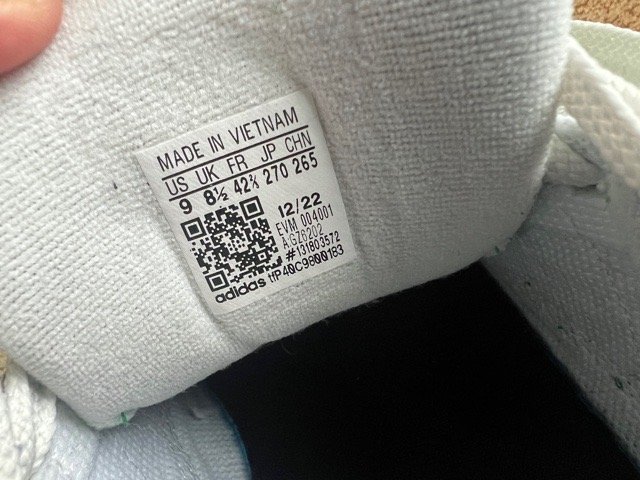 MADE IN VIETNAM
US UK FR JP CHN
9 8½ 42⅔ 270 265
12/22
EVM 004001
A.GZ6202
#131803572
adidas tfP40C9800183